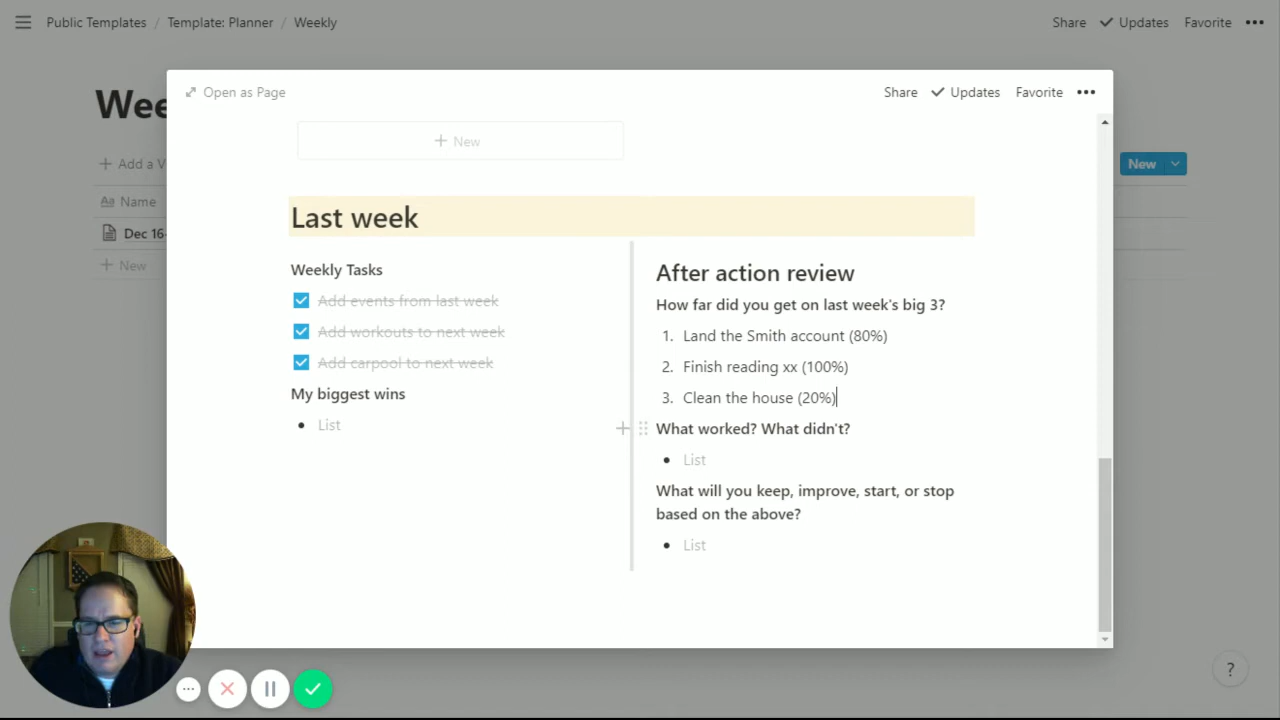 Public Templates / Template: Planner / Weekly
Share Updates Favorite
Wee
Open as Page
Share Updates Favorite
+ New
+ Add a V
New
Aa Name
Dec 16-
+ New
Last week
Weekly Tasks
Add events from last week
Add workouts to next week
Add carpool to next week
My biggest wins
• List
After action review
How far did you get on last week's big 3?
1. Land the Smith account (80%)
2. Finish reading xx (100%)
3. Clean the house (20%)
What worked? What didn't?
• List
What will you keep, improve, start, or stop
based on the above?
• List
?